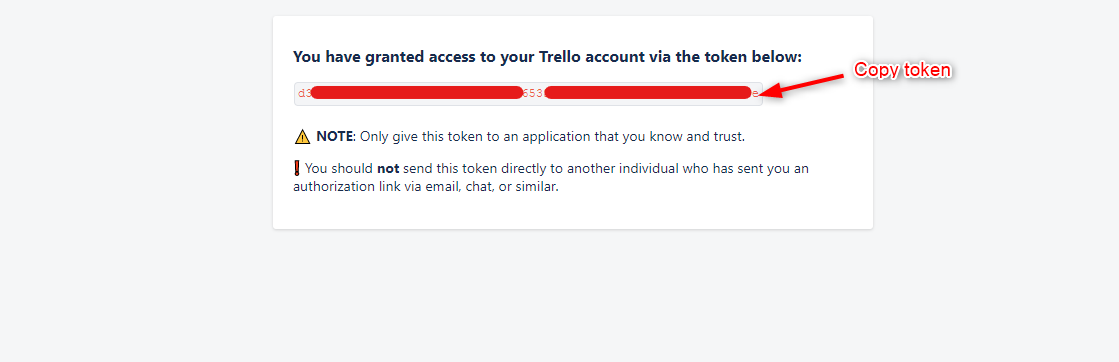 You have granted access to your Trello account via the token below:
Copy token
d3 653 e
⚠ NOTE: Only give this token to an application that you know and trust.
❗ You should not send this token directly to another individual who has sent you an
authorization link via email, chat, or similar.